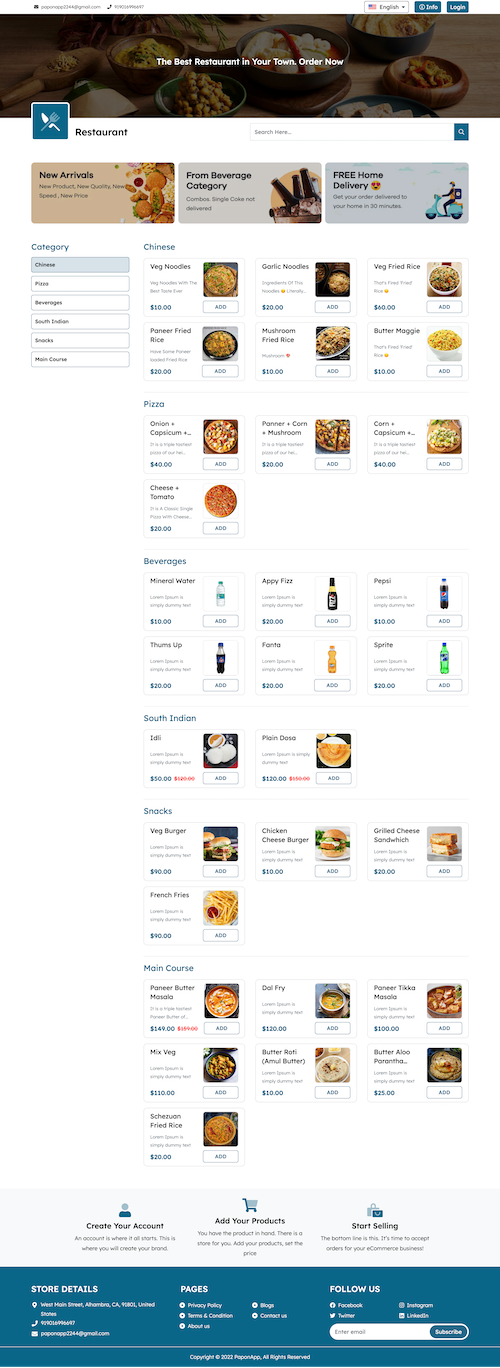 paponapp2244@gmail.com 919016996697 English Info Login
The Best Restaurant in Your Town. Order Now
Restaurant
Search Here...
New Arrivals
New Product, New Quality, New
Speed , New Price
From Beverage
Category
Combos. Single Coke not
delivered
FREE Home
Delivery 😍
Get your order delivered to
your home in 30 minutes.
Category
Chinese
Pizza
Beverages
South Indian
Snacks
Main Course
Chinese
Veg Noodles
Veg Noodles With The
Best Taste Ever
$10.00 ADD
Garlic Noodles
Ingredients Of This
Noodles 😊 Literally...
$20.00 ADD
Veg Fried Rice
That's Fired 'Fried'
Rice 😊
$60.00 ADD
Paneer Fried
Rice
Have Some Paneer
loaded Fried Rice
$20.00 ADD
Mushroom
Fried Rice
Mushroom
$10.00 ADD
Butter Maggie
That's Fired 'Fried'
Rice 😊
$10.00 ADD
Pizza
Onion +
Capsicum +...
It is a triple tastiest
pizza of our hei...
$40.00 ADD
Panner + Corn
+ Mushroom
It is a triple tastiest
pizza of our hei...
$20.00 ADD
Corn +
Capsicum +...
It is a triple tastiest
pizza of our hei...
$40.00 ADD
Cheese +
Tomato
It is A Classic Single
Pizza With Cheese...
$20.00 ADD
Beverages
Mineral Water
Lorem Ipsum is
simply dummy text
$10.00 ADD
Appy Fizz
Lorem Ipsum is
simply dummy text
$20.00 ADD
Pepsi
Lorem Ipsum is
simply dummy text
$10.00 ADD
Thums Up
Lorem Ipsum is
simply dummy text
$20.00 ADD
Fanta
Lorem Ipsum is
simply dummy text
$20.00 ADD
Sprite
Lorem Ipsum is
simply dummy text
$20.00 ADD
South Indian
Idli
Lorem Ipsum is
simply dummy text
$50.00 $120.00 ADD
Plain Dosa
Lorem Ipsum is simply
dummy text
$120.00 $150.00 ADD
Snacks
Veg Burger
Lorem Ipsum is
simply dummy text
$90.00 ADD
Chicken
Cheese Burger
Lorem Ipsum is
simply dummy text
$10.00 ADD
Grilled Cheese
Sandwhich
Lorem Ipsum is
simply dummy text
$20.00 ADD
French Fries
Lorem Ipsum is
simply dummy text
$90.00 ADD
Main Course
Paneer Butter
Masala
It is a triple tastiest
Paneer Butter of...
$149.00 $159.00 ADD
Dal Fry
Lorem Ipsum is
simply dummy text
$120.00 ADD
Paneer Tikka
Masala
Lorem Ipsum is
simply dummy text
$100.00 ADD
Mix Veg
Lorem Ipsum is
simply dummy text
$110.00 ADD
Butter Roti
(Amul Butter)
Lorem Ipsum is
simply dummy text
$10.00 ADD
Butter Aloo
Parantha...
Lorem Ipsum is
simply dummy text
$25.00 ADD
Schezuan
Fried Rice
Lorem Ipsum is
simply dummy text
$20.00 ADD
Create Your Account
An account is where it all starts. This is
where you will create your brand.
Add Your Products
You have the product in hand. There is a
store for you. Add your products, set the
price
Start Selling
The bottom line is this. It's time to accept
orders for your eCommerce business!
STORE DETAILS
West Main Street, Alhambra, CA, 91801, United
States
919016996697
paponapp2244@gmail.com
PAGES
Privacy Policy
Terms & Condition
About us
Blogs
Contact us
FOLLOW US
Facebook
Twitter
Instagram
LinkedIn
Enter email Subscribe
Copyright © 2022 PaponApp, All Rights Reserved